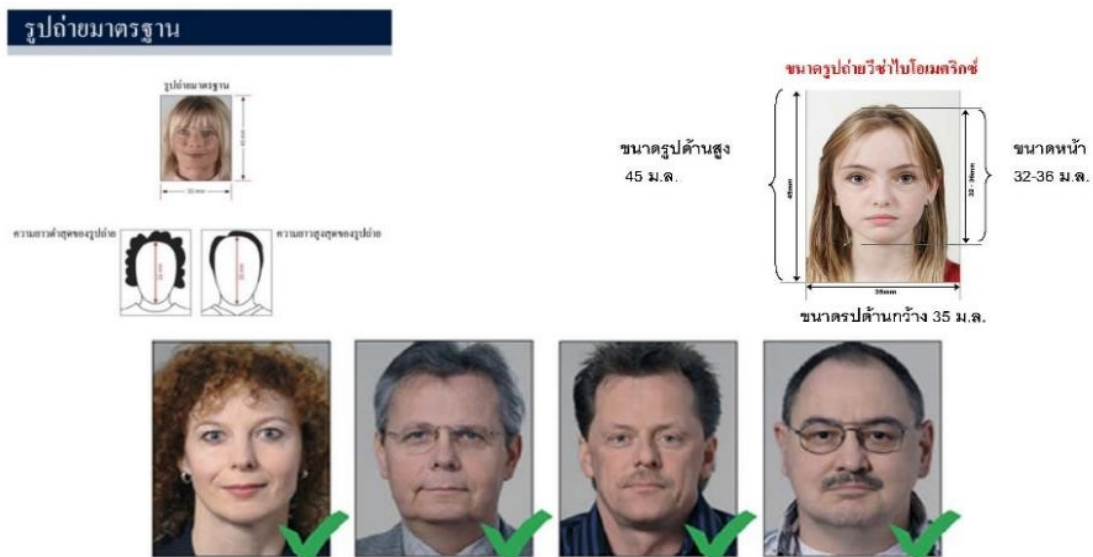 รูปถ่ายมาตรฐาน
รูปถ่ายมาตรฐาน
45 mm
35 mm
ความยาวต่ำสุดของรูปถ่าย
ความยาวสูงสุดของรูปถ่าย
ขนาดรูปถ่ายวีซ่าไบโอเมตริกซ์
ขนาดรูปด้านสูง
45 ม.ล.
45mm
32 - 36mm
ขนาดหน้า
32-36 ม.ล.
35mm
ขนาดรปด้านกว้าง 35 ม.ล.